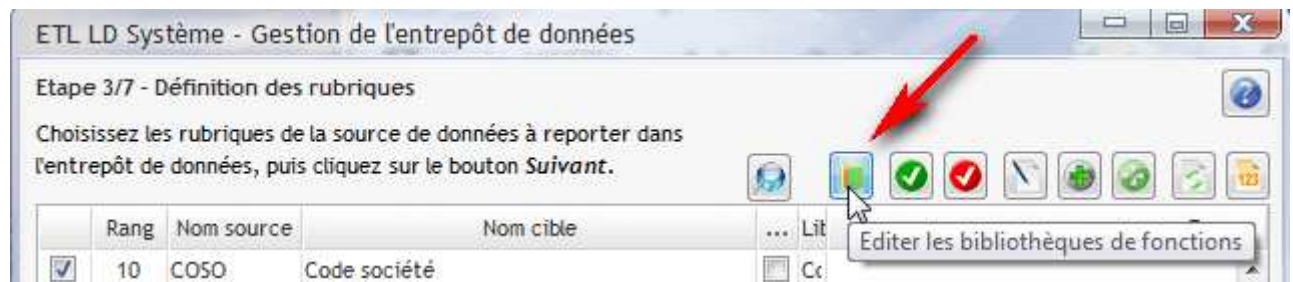 ETL LD Système - Gestion de l'entrepôt de données
Etape 3/7 - Définition des rubriques
Choisissez les rubriques de la source de données à reporter dans
l'entrepôt de données, puis cliquez sur le bouton Suivant.
123
Rang Nom source Nom cible ... Lit
Editer les bibliothèques de fonctions
10 COSO Code société